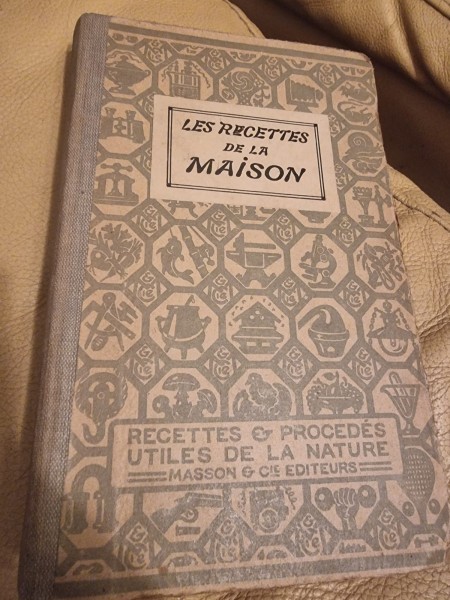 LES RECETTES
DE LA
MAISON
RECETTES & PROCEDÉS
UTILES DE LA NATURE
MASSON & CIE EDITEURS